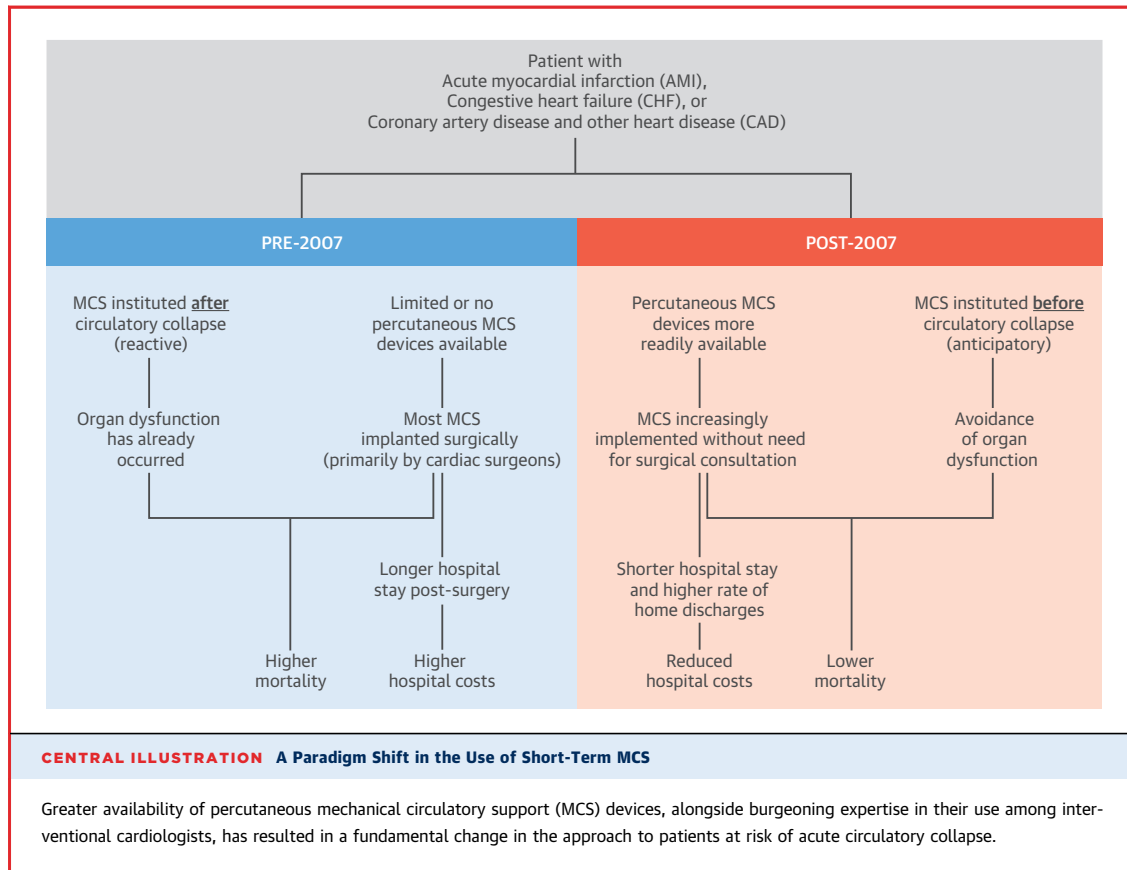 Patient with
Acute myocardial infarction (AMI),
Congestive heart failure (CHF), or
Coronary artery disease and other heart disease (CAD)
PRE-2007
POST-2007
MCS instituted after
circulatory collapse
(reactive)
Limited or no
percutaneous MCS
devices available
Percutaneous MCS
devices more
readily available
MCS instituted before
circulatory collapse
(anticipatory)
Organ dysfunction
has already
occurred
Most MCS
implanted surgically
(primarily by cardiac surgeons)
MCS increasingly
implemented without need
for surgical consultation
Avoidance
of organ
dysfunction
Longer hospital
stay post-surgery
Shorter hospital stay
and higher rate of
home discharges
Higher
mortality
Higher
hospital costs
Reduced
hospital costs
Lower
mortality
CENTRAL ILLUSTRATION A Paradigm Shift in the Use of Short-Term MCS
Greater availability of percutaneous mechanical circulatory support (MCS) devices, alongside burgeoning expertise in their use among inter-
ventional cardiologists, has resulted in a fundamental change in the approach to patients at risk of acute circulatory collapse.